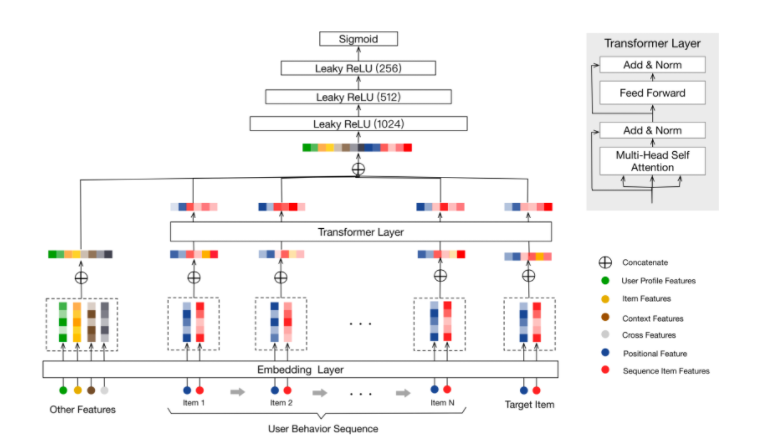 Sigmoid
Leaky ReLU (256)
Leaky ReLU (512)
Leaky ReLU (1024)
Transformer Layer
. . .
Embedding Layer
Other Features
Item 1
Item 2
. . .
Item N
Target Item
User Behavior Sequence
Transformer Layer
Add & Norm
Feed Forward
Add & Norm
Multi-Head Self
Attention
Concatenate
User Profile Features
Item Features
Context Features
Cross Features
Positional Feature
Sequence Item Features